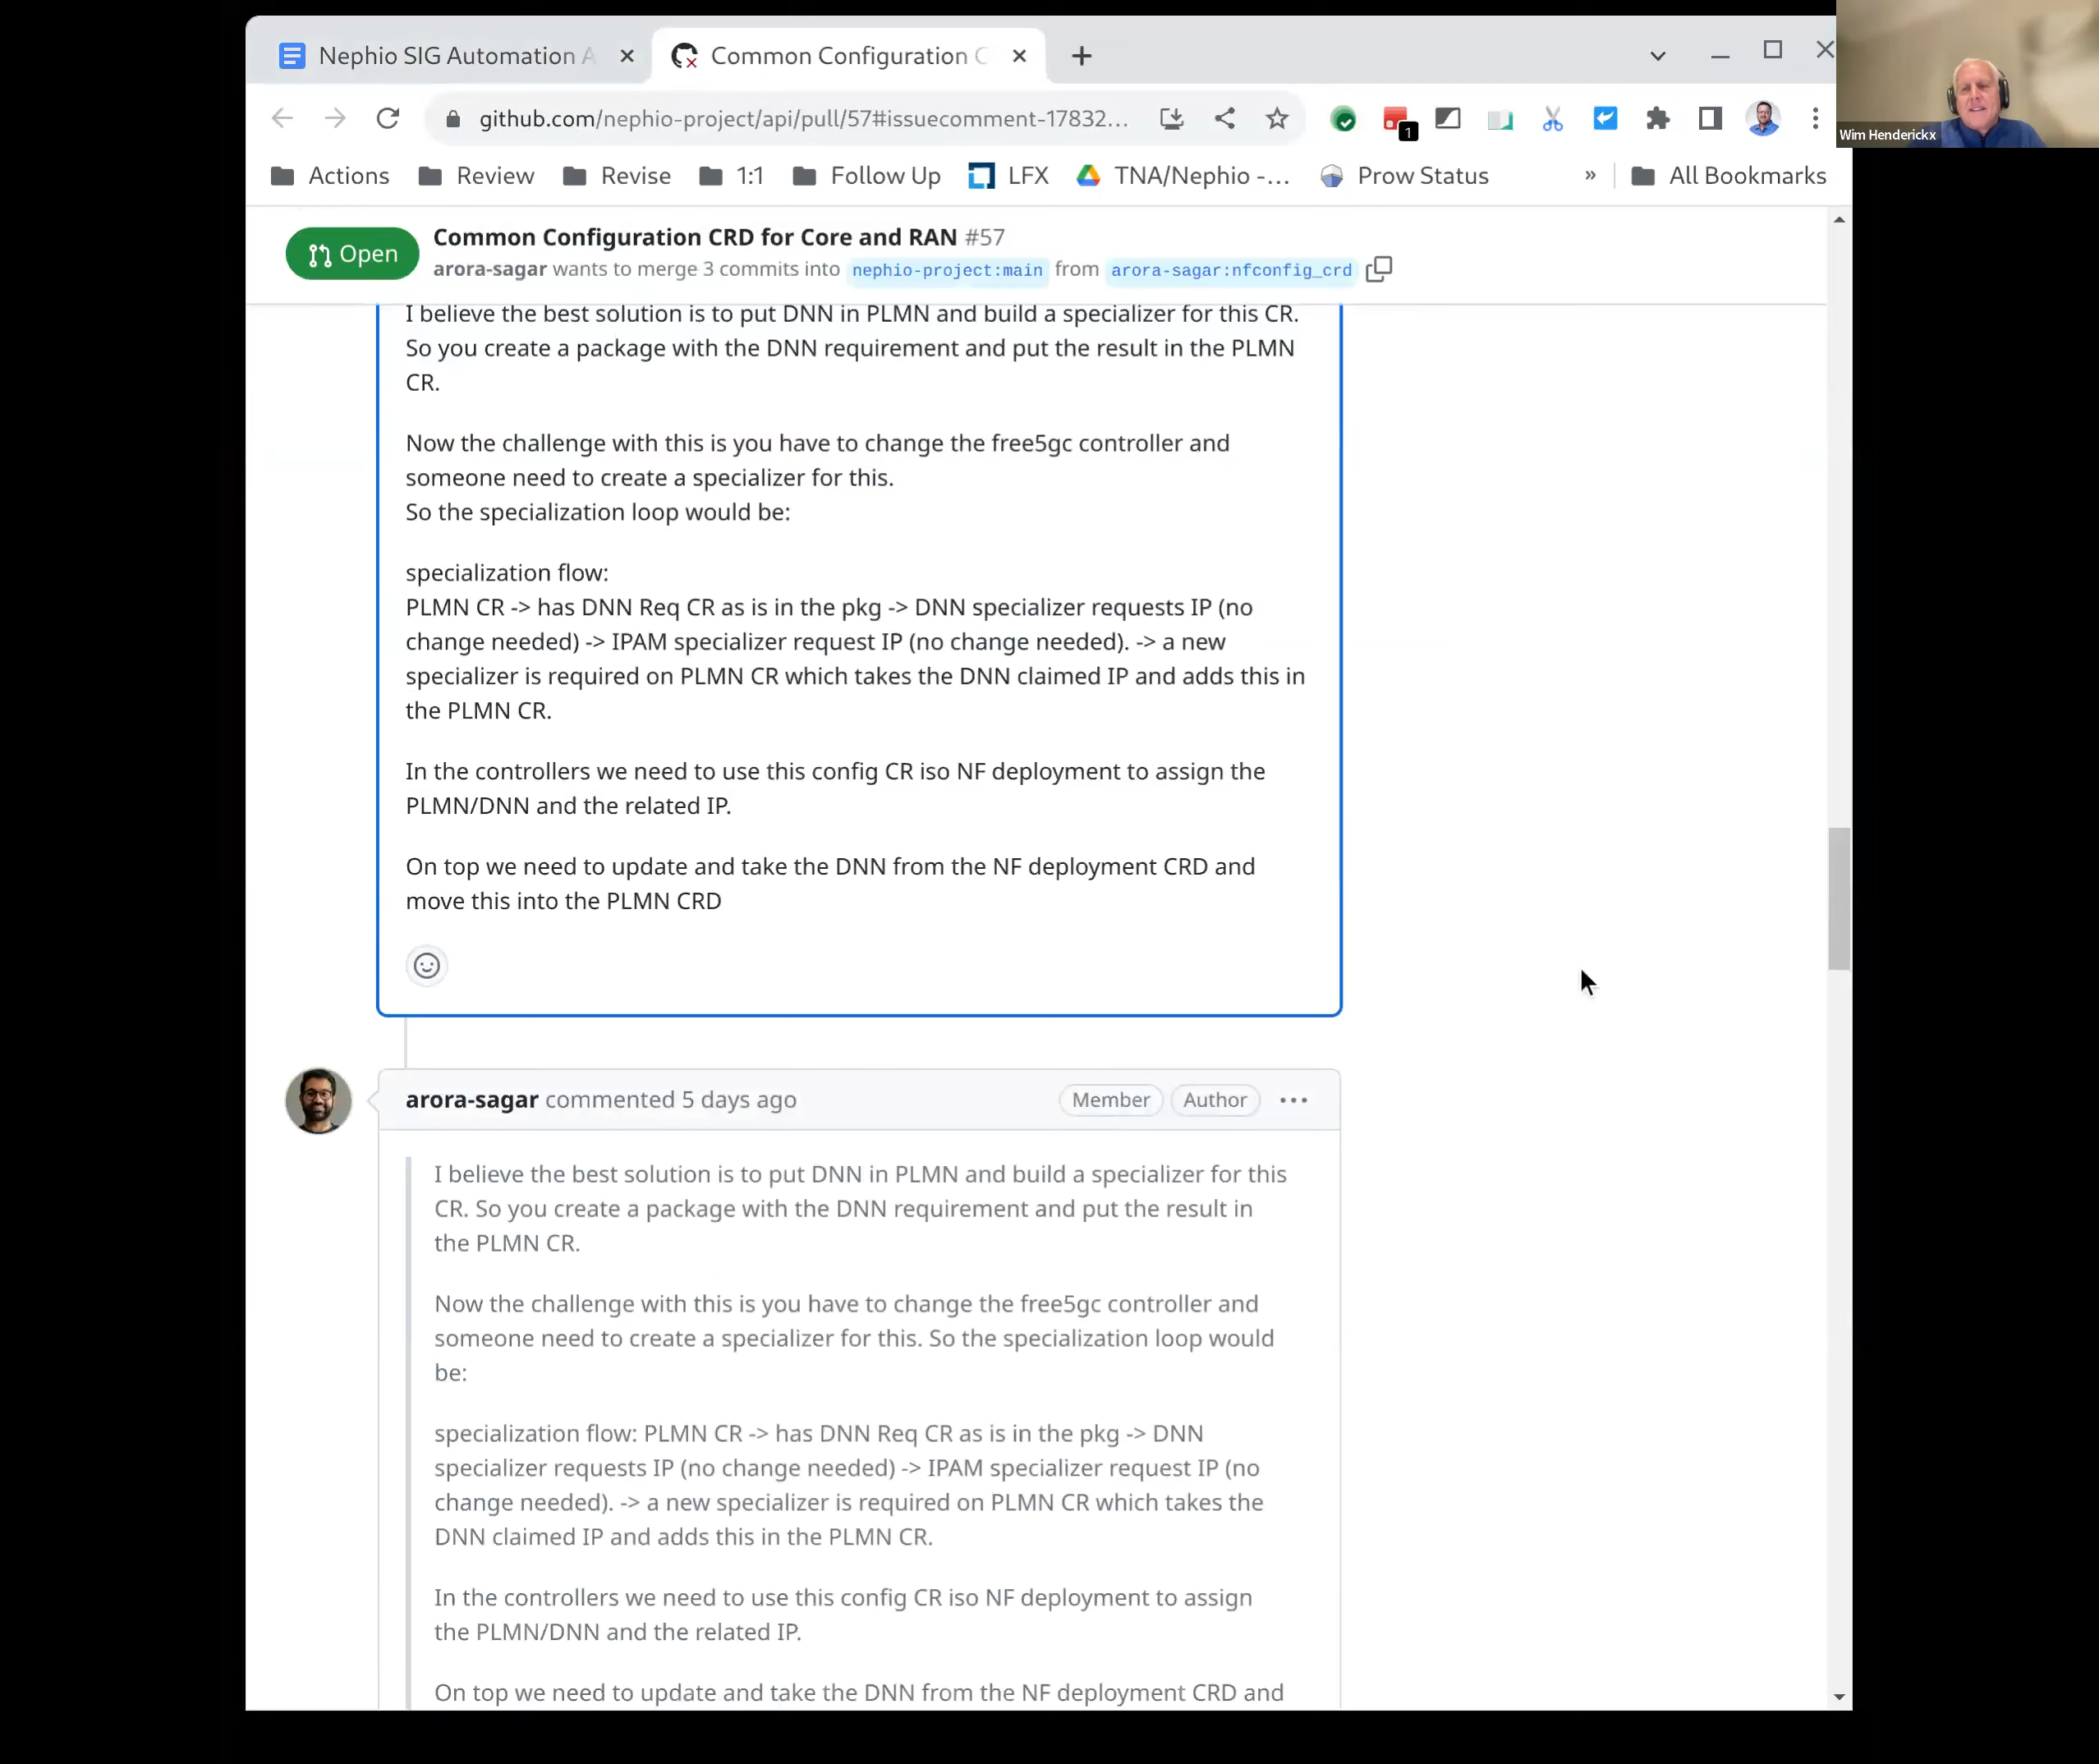 Nephio SIG Automation A
Common Configuration C
github.com/nephio-project/api/pull/57#issuecomment-17832...
1
Wim Henderickx
Actions
Review
Revise
1:1
Follow Up
LFX
TNA/Nephio -...
Prow Status
»
All Bookmarks
Open
Common Configuration CRD for Core and RAN #57
arora-sagar wants to merge 3 commits into nephio-project:main from arora-sagar:nfconfig_crd
I believe the best solution is to put DNN in PLMN and build a specializer for this CR.
So you create a package with the DNN requirement and put the result in the PLMN
CR.
Now the challenge with this is you have to change the free5gc controller and
someone need to create a specializer for this.
So the specialization loop would be:
specialization flow:
PLMN CR -> has DNN Req CR as is in the pkg -> DNN specializer requests IP (no
change needed) -> IPAM specializer request IP (no change needed). -> a new
specializer is required on PLMN CR which takes the DNN claimed IP and adds this in
the PLMN CR.
In the controllers we need to use this config CR iso NF deployment to assign the
PLMN/DNN and the related IP.
On top we need to update and take the DNN from the NF deployment CRD and
move this into the PLMN CRD
arora-sagar commented 5 days ago
Member
Author
I believe the best solution is to put DNN in PLMN and build a specializer for this
CR. So you create a package with the DNN requirement and put the result in
the PLMN CR.
Now the challenge with this is you have to change the free5gc controller and
someone need to create a specializer for this. So the specialization loop would
be:
specialization flow: PLMN CR -> has DNN Req CR as is in the pkg -> DNN
specializer requests IP (no change needed) -> IPAM specializer request IP (no
change needed). -> a new specializer is required on PLMN CR which takes the
DNN claimed IP and adds this in the PLMN CR.
In the controllers we need to use this config CR iso NF deployment to assign
the PLMN/DNN and the related IP.
On top we need to update and take the DNN from the NF deployment CRD and